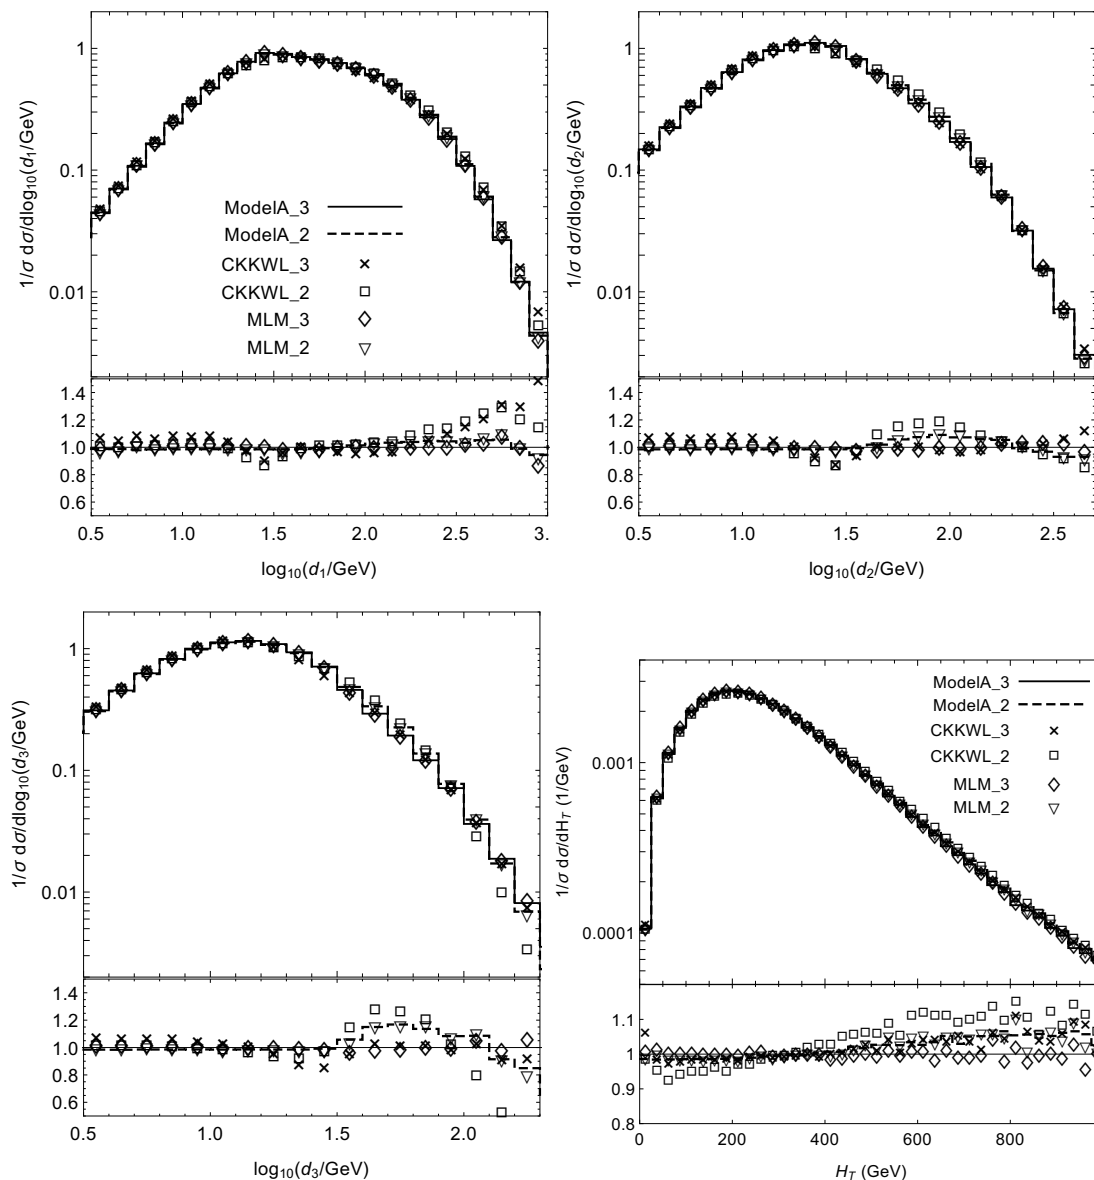 1/σ dσ/dlog₁₀(d₁/GeV)
1
0.1
0.01
ModelA_3
ModelA_2
CKKWL_3
CKKWL_2
MLM_3
MLM_2
1.4
1.2
1.0
0.8
0.6
0.5 1.0 1.5 2.0 2.5 3.
log₁₀(d₁/GeV)
1/σ dσ/dlog₁₀(d₂/GeV)
1
0.1
0.01
1.4
1.2
1.0
0.8
0.6
0.5 1.0 1.5 2.0 2.5
log₁₀(d₂/GeV)
1/σ dσ/dlog₁₀(d₃/GeV)
1
0.1
0.01
1.4
1.2
1.0
0.8
0.6
0.5 1.0 1.5 2.0
log₁₀(d₃/GeV)
1/σ dσ/dH_T (1/GeV)
0.001
0.0001
ModelA_3
ModelA_2
CKKWL_3
CKKWL_2
MLM_3
MLM_2
1.1
1.0
0.9
0.8
0 200 400 600 800
H_T (GeV)